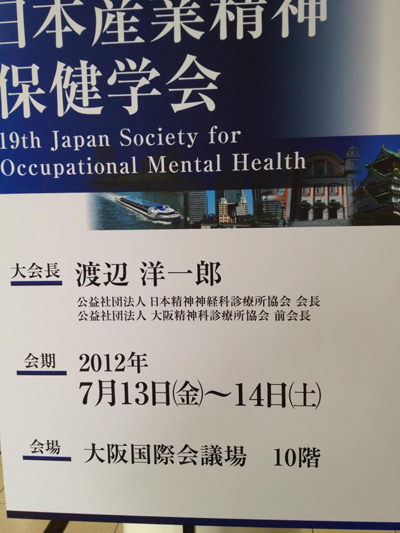 日本産業精神
保健学会
19th Japan Society for
Occupational Mental Health
大会長 渡辺 洋一郎
公益社団法人 日本精神神経科診療所協会 会長
公益社団法人 大阪精神科診療所協会 前会長
会期 2012年
7月13日㈮～14日㈯
会場 大阪国際会議場 10階